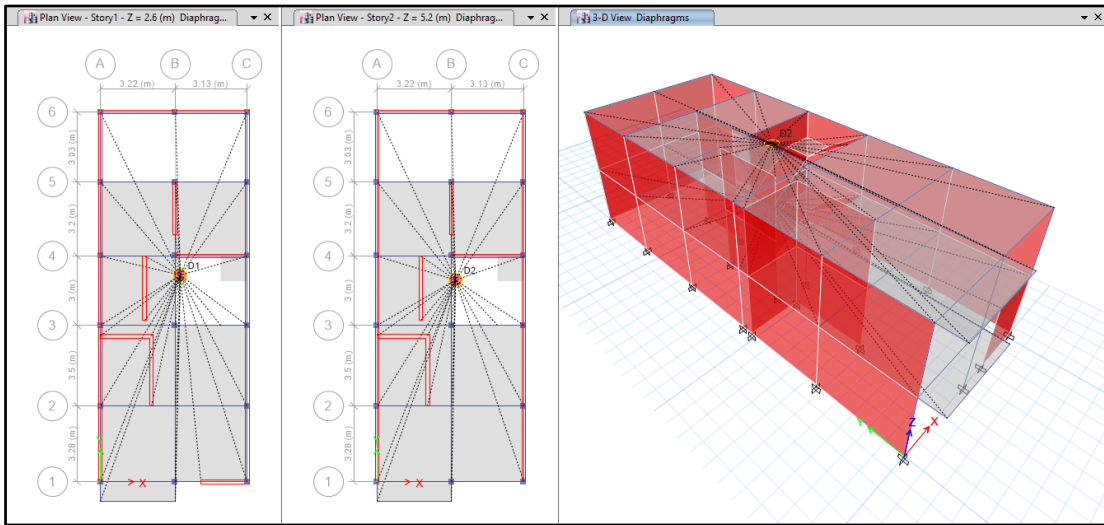 Plan View - Story1 - Z = 2.6 (m) Diaphrag...
A B C
3.22 (m) 3.13 (m)
6
3.03 (m)
5
3.2 (m)
4
D1
3 (m)
3
3.5 (m)
2
3.28 (m)
Y
1
X
Plan View - Story2 - Z = 5.2 (m) Diaphrag...
A B C
3.22 (m) 3.13 (m)
6
3.03 (m)
5
3.2 (m)
4
D2
3 (m)
3
3.5 (m)
2
3.28 (m)
Y
1
X
3-D View Diaphragms
D2
Y Z X